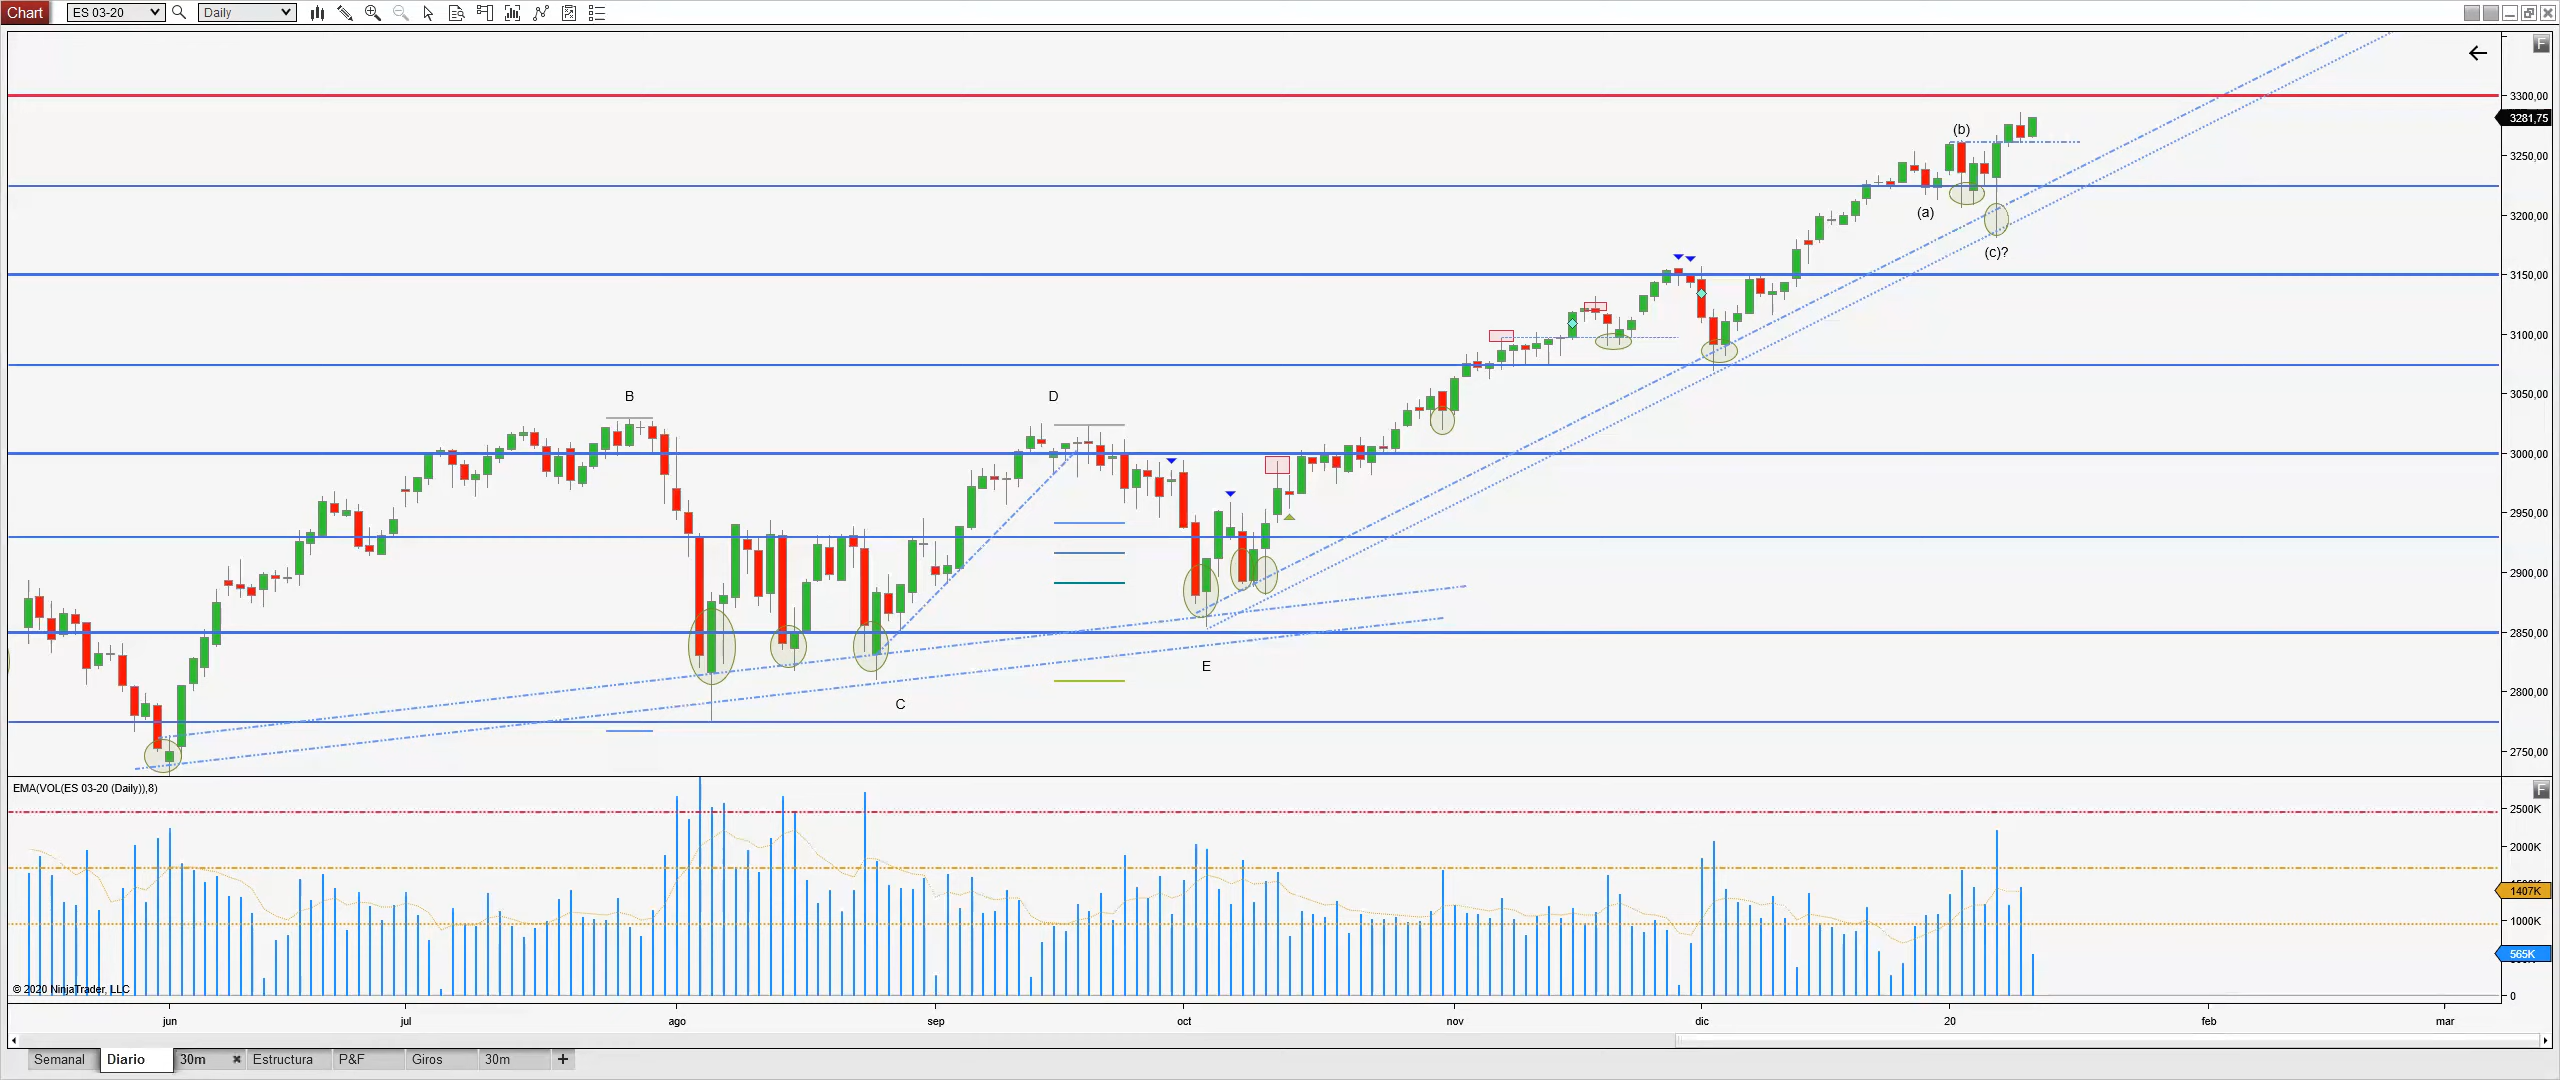 Chart ES 03-20 Daily
F
3300,00
3281,75
(b)
3250,00
(a)
3200,00
(c)?
3150,00
3100,00
B
D
3050,00
3000,00
2950,00
2900,00
2850,00
E
C
2800,00
2750,00
EMA(VOL(ES 03-20 (Daily)),8)
F
2500K
2000K
1407K
1000K
565K
© 2020 NinjaTrader, LLC
0
jun jul ago sep oct nov dic 20 feb mar
Semanal Diario 30m Estructura P&F Giros 30m +